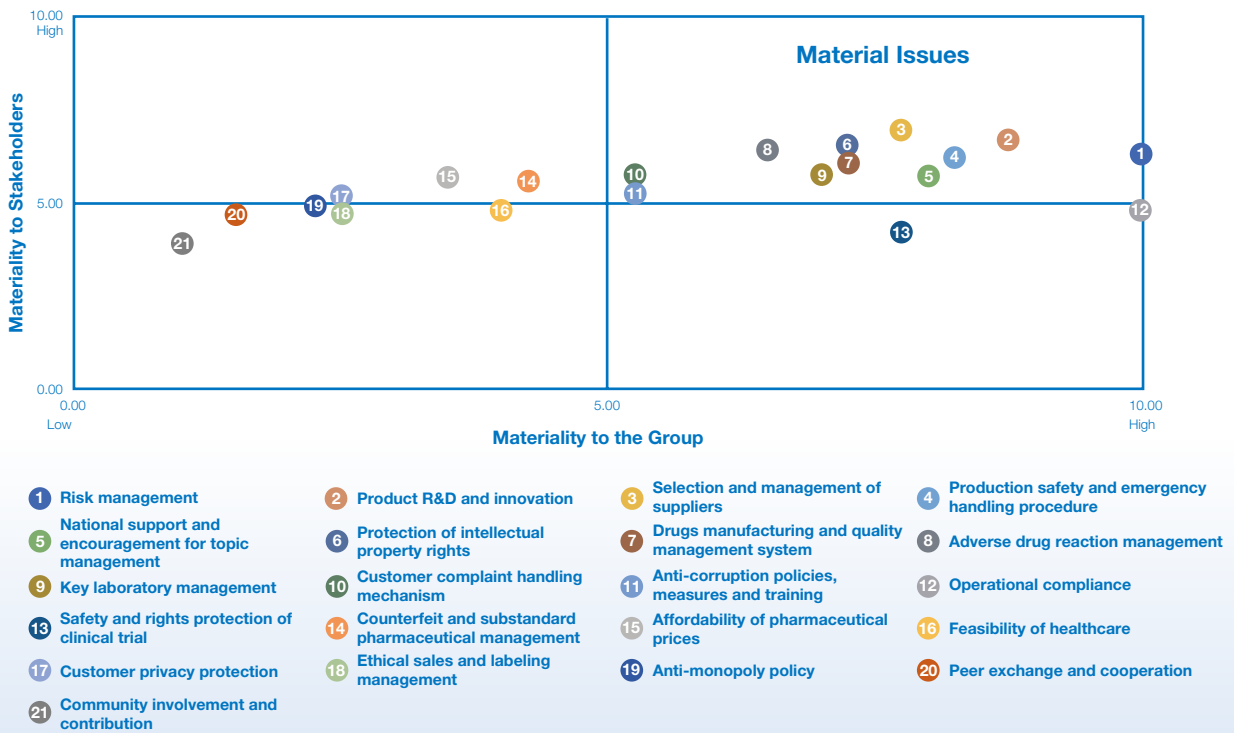 10.00
High
Material Issues
Materiality to Stakeholders
3
2
6
8
1
7
4
10
9
5
15
14
11
17
5.00
19
18
16
20
12
13
21
0.00
0.00
5.00
10.00
Low
High
Materiality to the Group
1 Risk management
2 Product R&D and innovation
3 Selection and management of
suppliers
4 Production safety and emergency
handling procedure
5 National support and
encouragement for topic
management
6 Protection of intellectual
property rights
7 Drugs manufacturing and quality
management system
8 Adverse drug reaction management
9 Key laboratory management
10 Customer complaint handling
mechanism
11 Anti-corruption policies,
measures and training
12 Operational compliance
13 Safety and rights protection of
clinical trial
14 Counterfeit and substandard
pharmaceutical management
15 Affordability of pharmaceutical
prices
16 Feasibility of healthcare
17 Customer privacy protection
18 Ethical sales and labeling
management
19 Anti-monopoly policy
20 Peer exchange and cooperation
21 Community involvement and
contribution